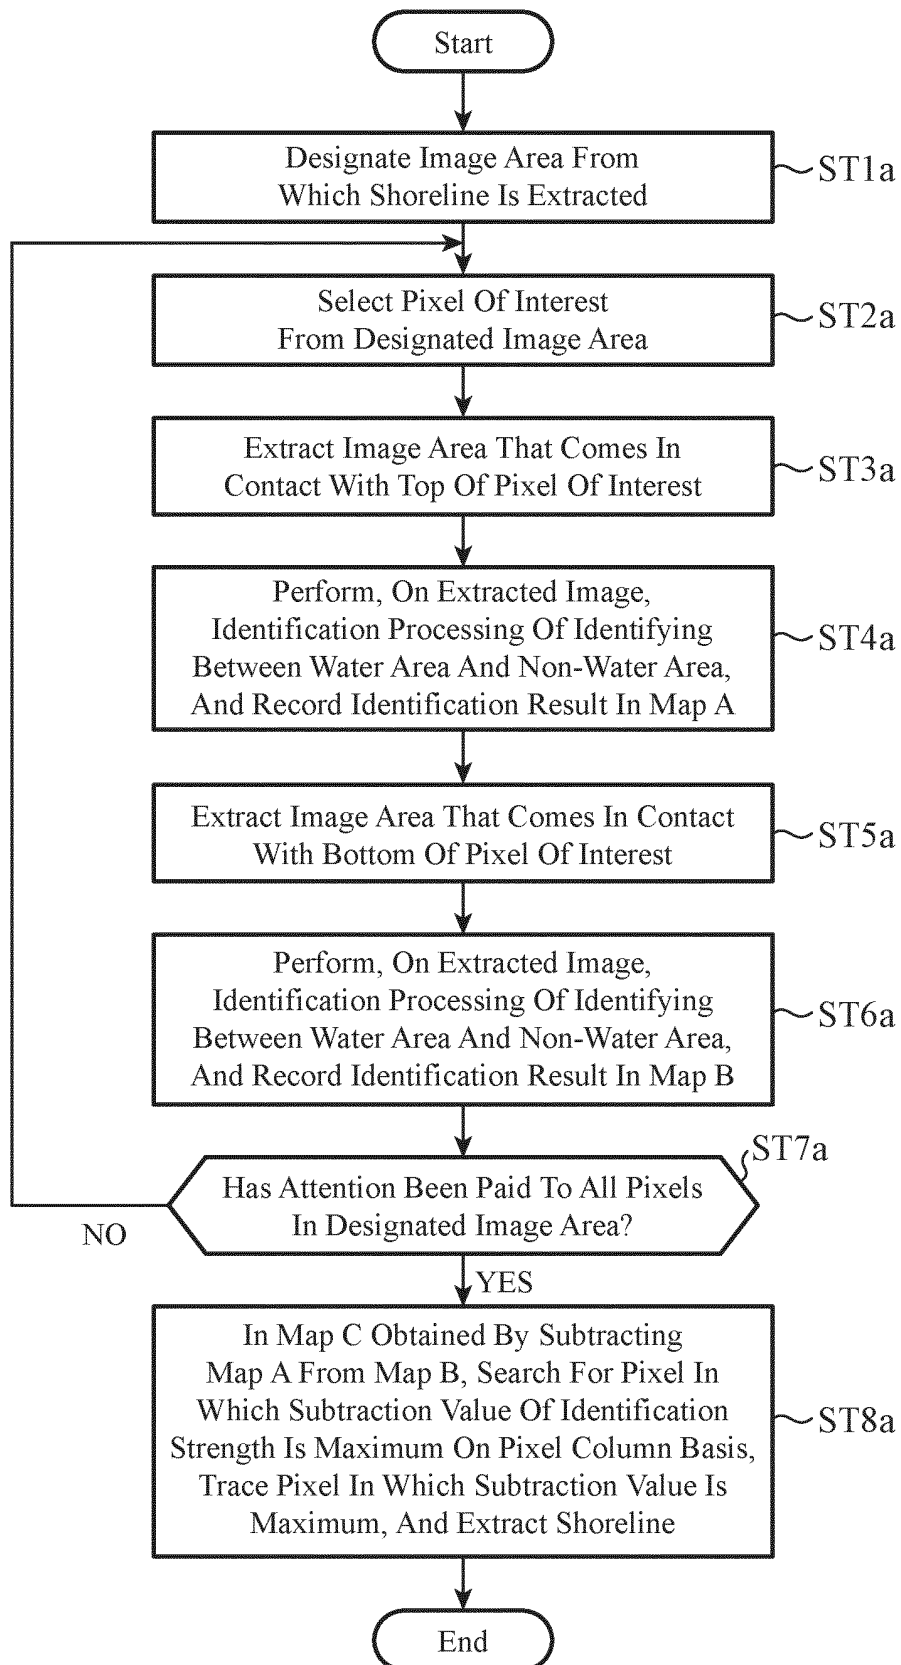 Start
Designate Image Area From
Which Shoreline Is Extracted
ST1a
Select Pixel Of Interest
From Designated Image Area
ST2a
Extract Image Area That Comes In
Contact With Top Of Pixel Of Interest
ST3a
Perform, On Extracted Image,
Identification Processing Of Identifying
Between Water Area And Non-Water Area,
And Record Identification Result In Map A
ST4a
Extract Image Area That Comes In Contact
With Bottom Of Pixel Of Interest
ST5a
Perform, On Extracted Image,
Identification Processing Of Identifying
Between Water Area And Non-Water Area,
And Record Identification Result In Map B
ST6a
ST7a
Has Attention Been Paid To All Pixels
In Designated Image Area?
NO
YES
In Map C Obtained By Subtracting
Map A From Map B, Search For Pixel In
Which Subtraction Value Of Identification
Strength Is Maximum On Pixel Column Basis,
Trace Pixel In Which Subtraction Value Is
Maximum, And Extract Shoreline
ST8a
End